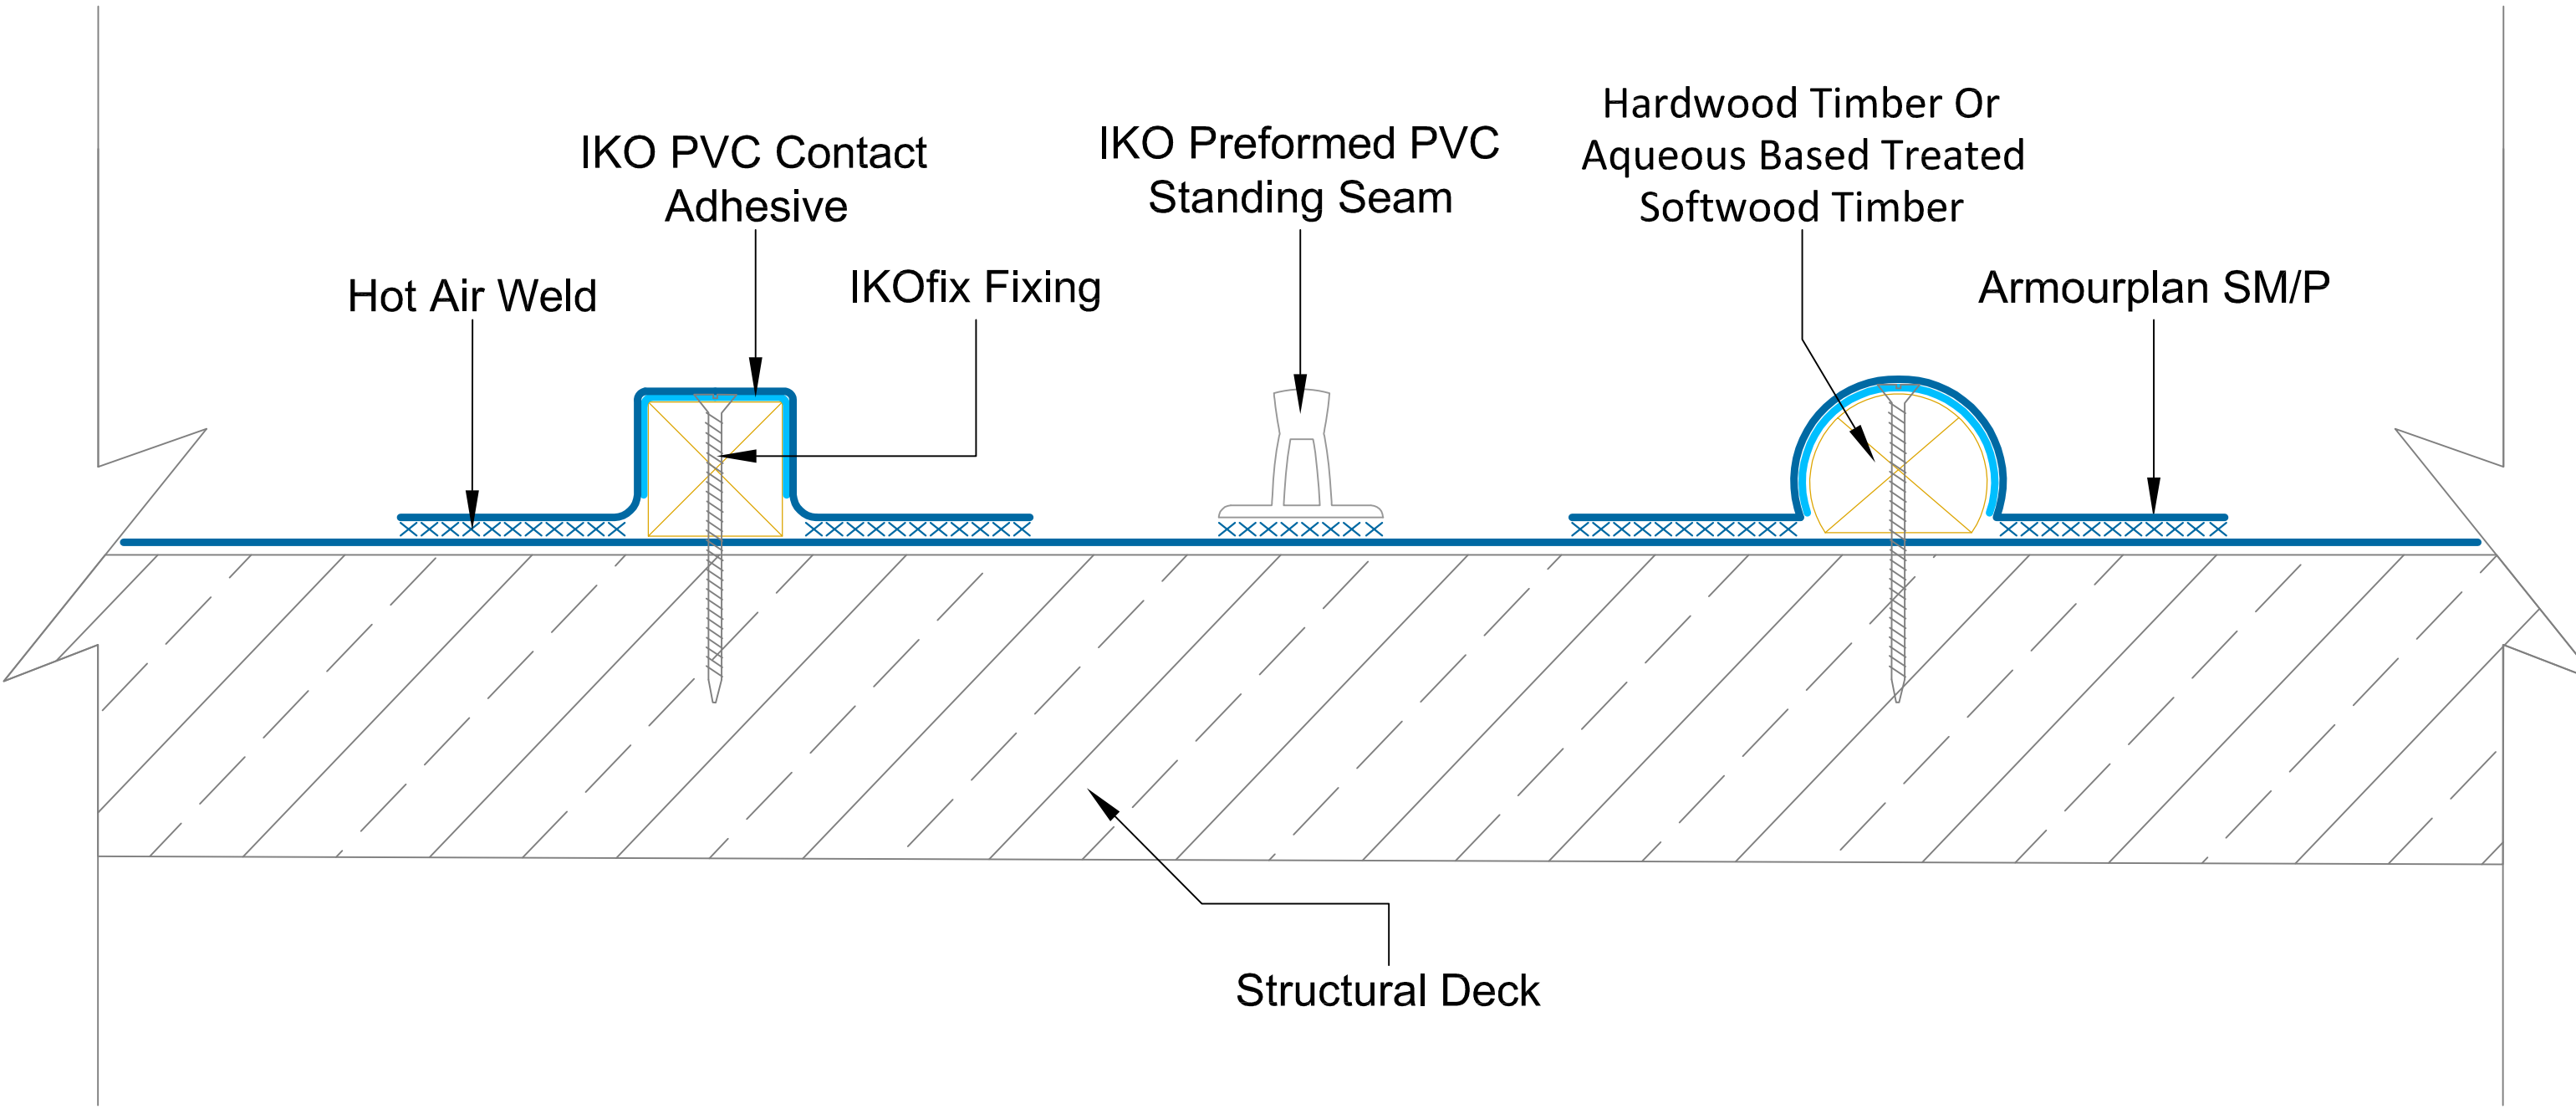 IKO PVC Contact
Adhesive
IKO Preformed PVC
Standing Seam
Hardwood Timber Or
Aqueous Based Treated
Softwood Timber
Hot Air Weld
IKOfix Fixing
Armourplan SM/P
Structural Deck